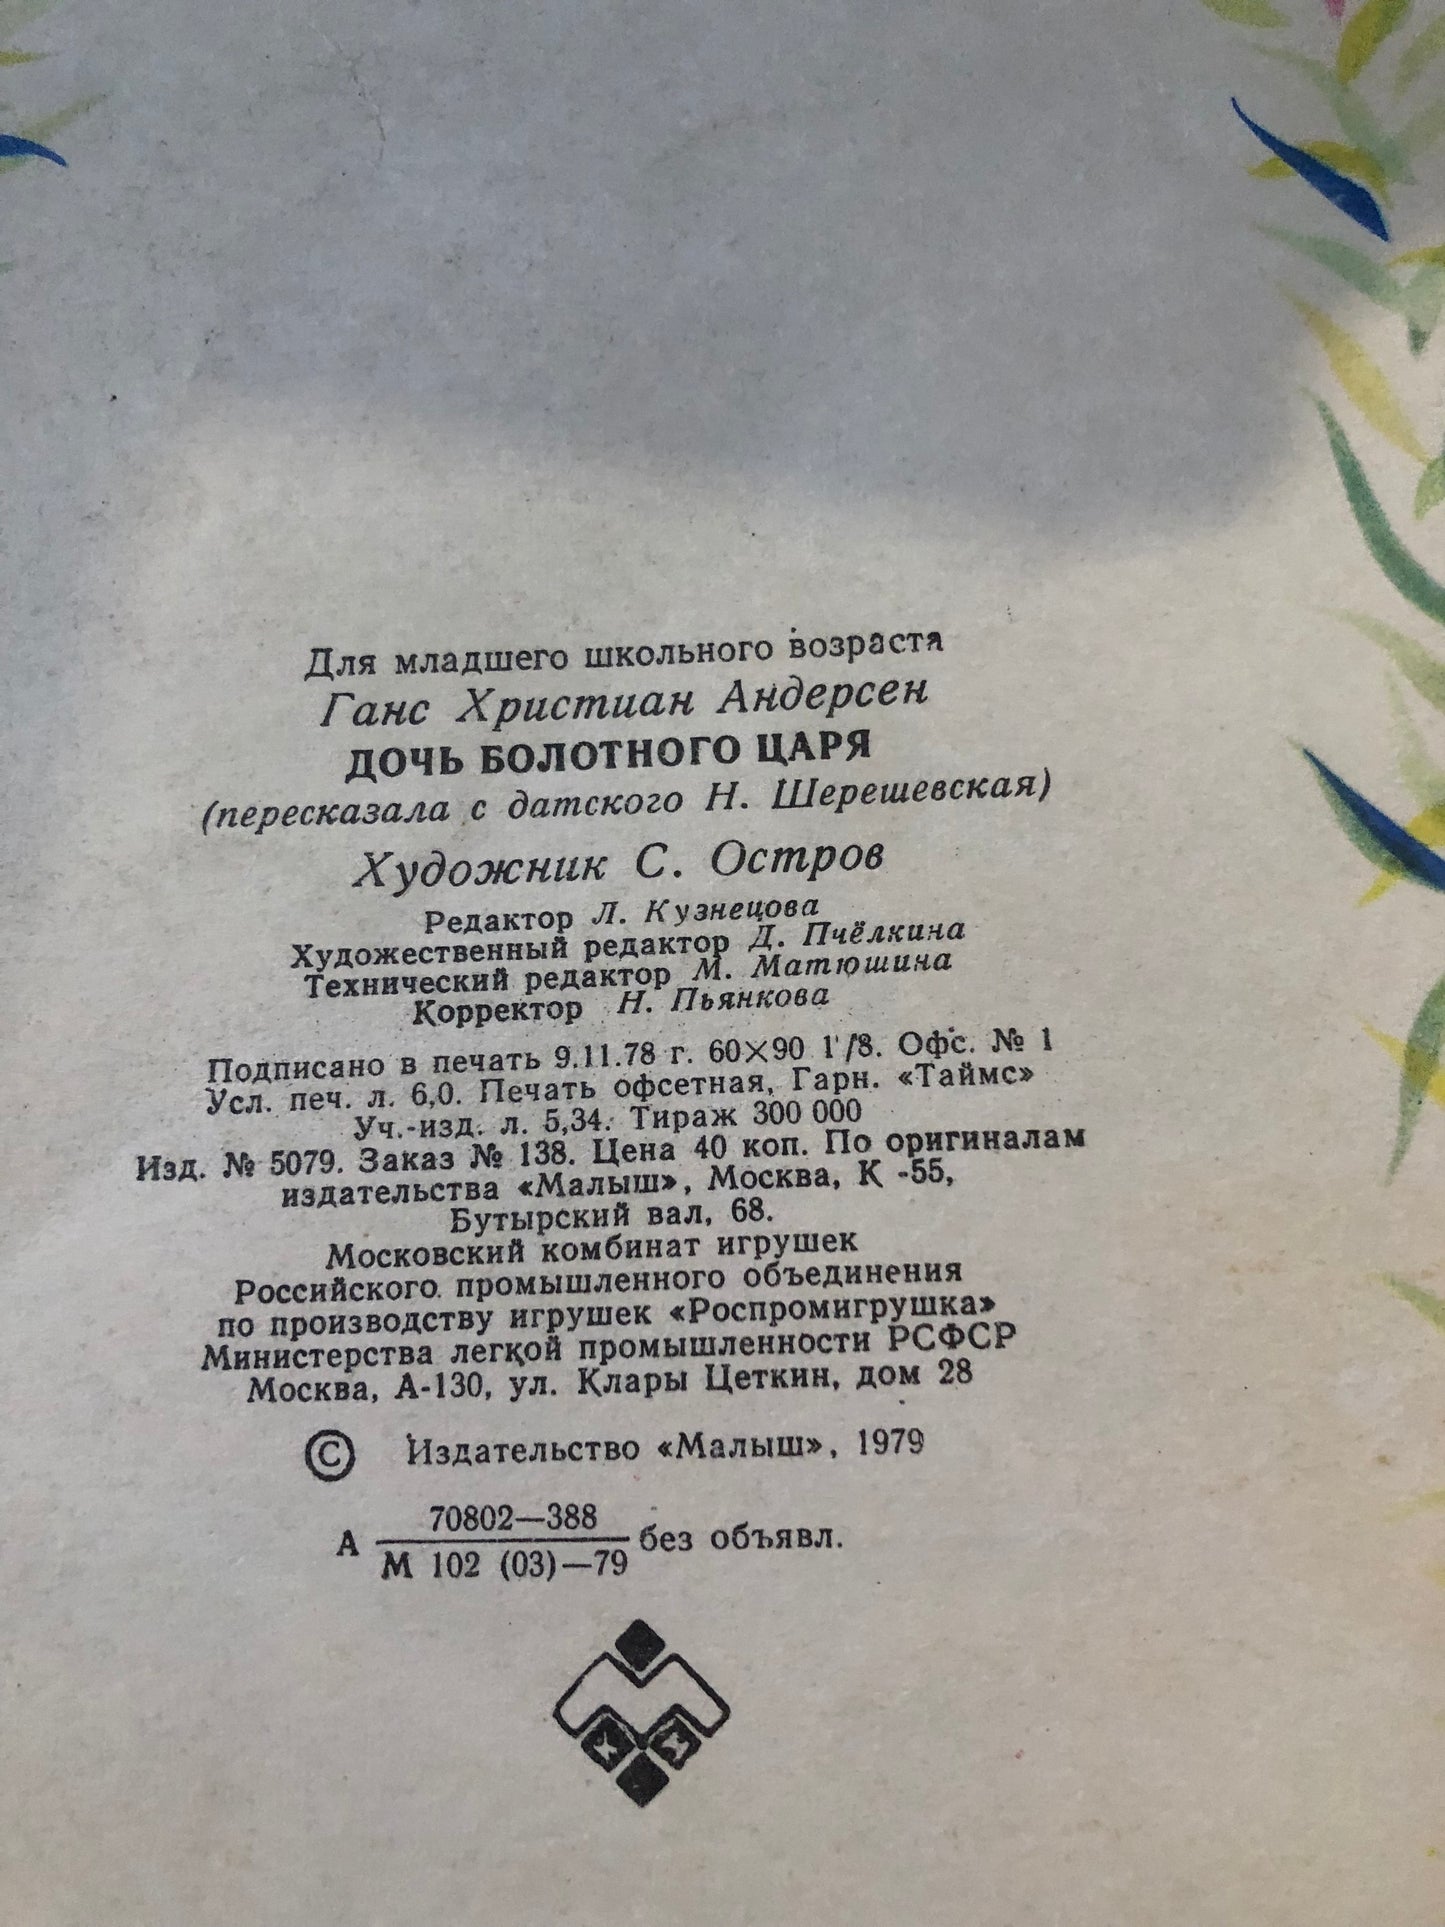 Для младшего школьного возраста
Ганс Христиан Андерсен
ДОЧЬ БОЛОТНОГО ЦАРЯ
(пересказала с датского Н. Шерешевская)
Художник С. Остров
Редактор Л. Кузнецова
Художественный редактор Д. Пчёлкина
Технический редактор М. Матюшина
Корректор Н. Пьянкова
Подписано в печать 9.11.78 г. 60×90 1/8. Офс. № 1
Усл. печ. л. 6,0. Печать офсетная, Гарн. «Таймс»
Уч.-изд. л. 5,34. Тираж 300 000
Изд. № 5079. Заказ № 138. Цена 40 коп. По оригиналам
издательства «Малыш», Москва, К -55,
Бутырский вал, 68.
Московский комбинат игрушек
Российского промышленного объединения
по производству игрушек «Роспромигрушка»
Министерства легкой промышленности РСФСР
Москва, А-130, ул. Клары Цеткин, дом 28
© Издательство «Малыш», 1979
70802—388
А М 102 (03)—79 без объявл.